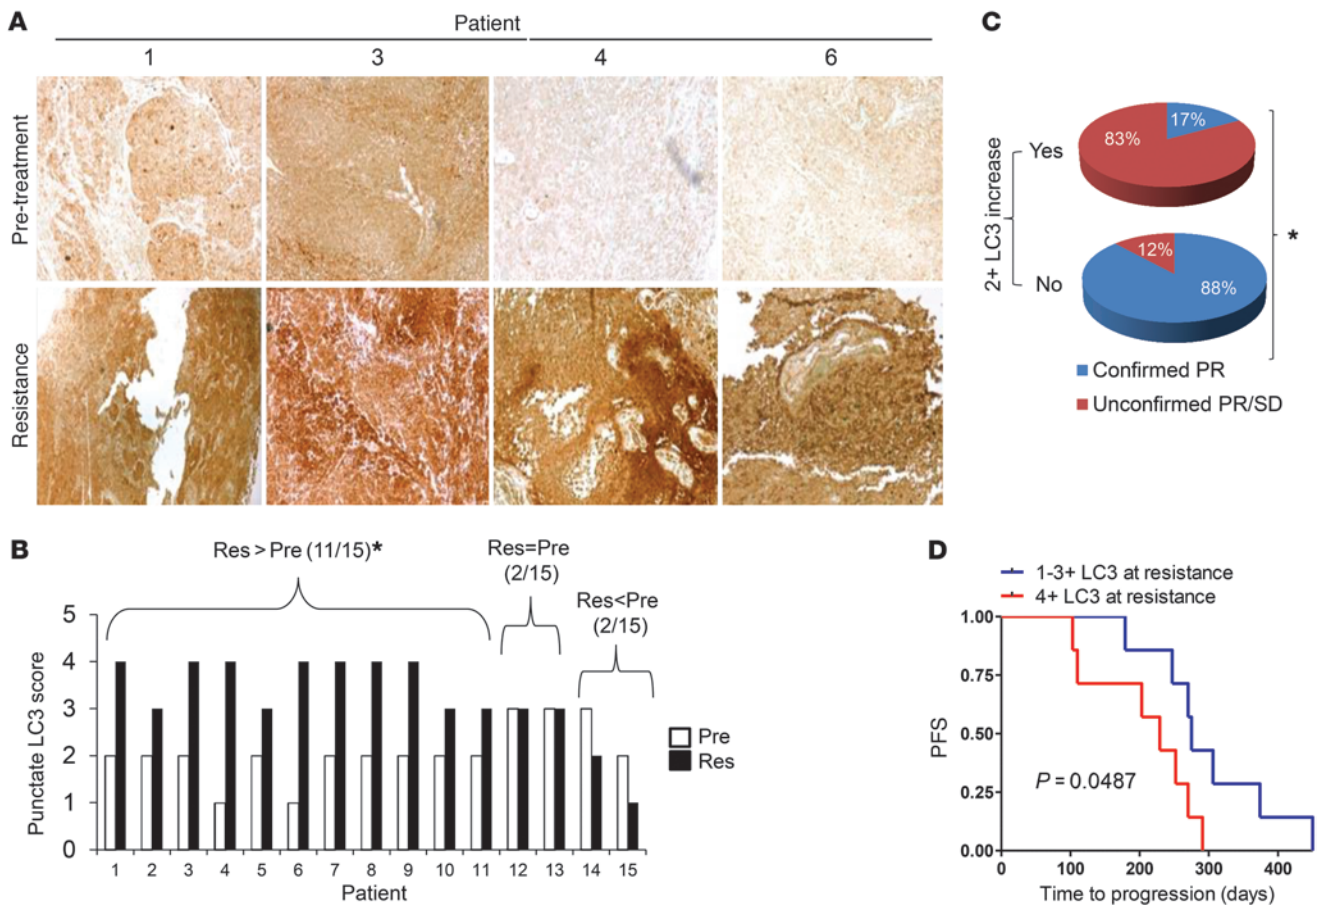 A
Patient
1 3 4 6
Pre-treatment
Resistance
B
Res > Pre (11/15)*
Res=Pre
(2/15)
Res<Pre
(2/15)
Punctate LC3 score
5
4
3
2
1
0
1 2 3 4 5 6 7 8 9 10 11 12 13 14 15
Patient
Pre
Res
C
2+ LC3 increase
Yes
83%
17%
*
No
12%
88%
Confirmed PR
Unconfirmed PR/SD
D
1-3+ LC3 at resistance
4+ LC3 at resistance
PFS
1.00
0.75
0.50
0.25
0.00
P = 0.0487
0 100 200 300 400
Time to progression (days)